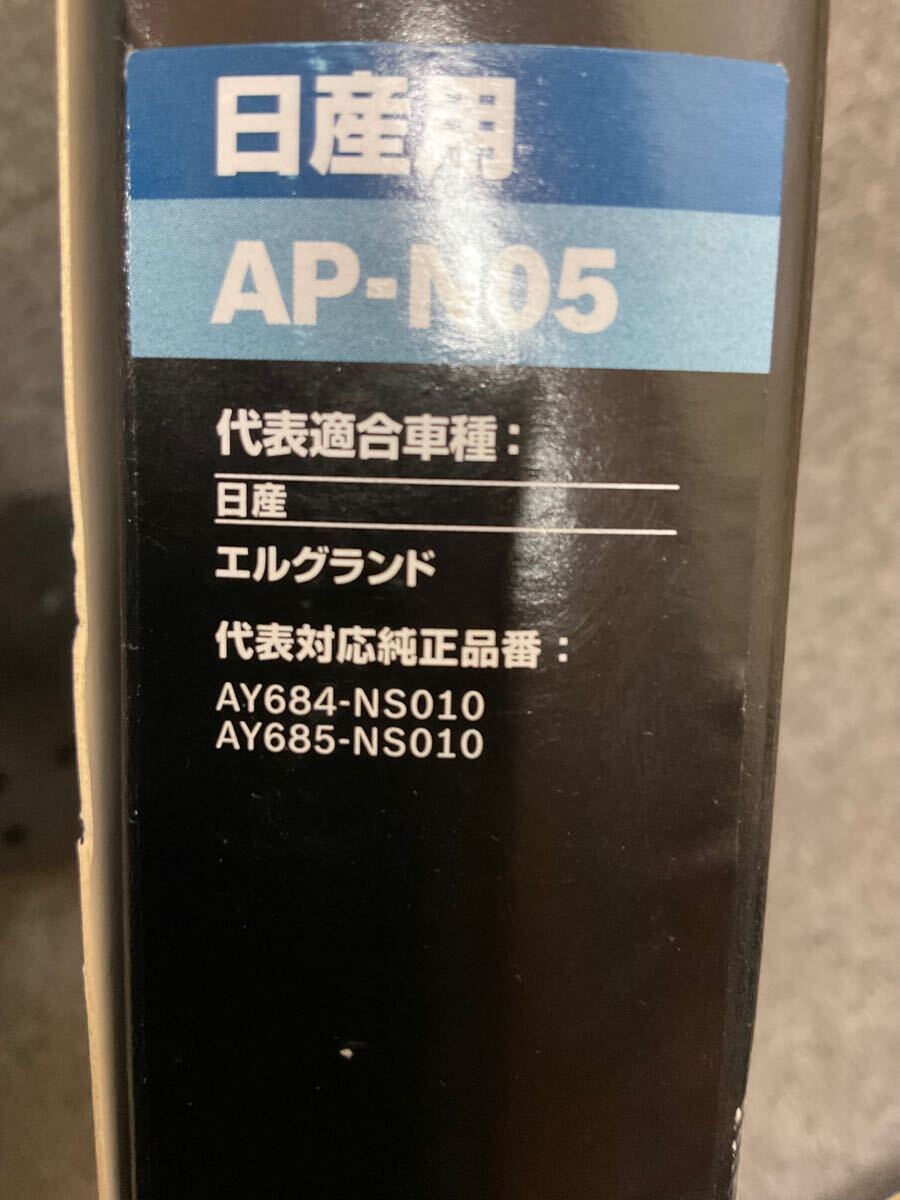 日産用
AP-N05
代表適合車種：
日産
エルグランド
代表対応純正品番：
AY684-NS010
AY685-NS010